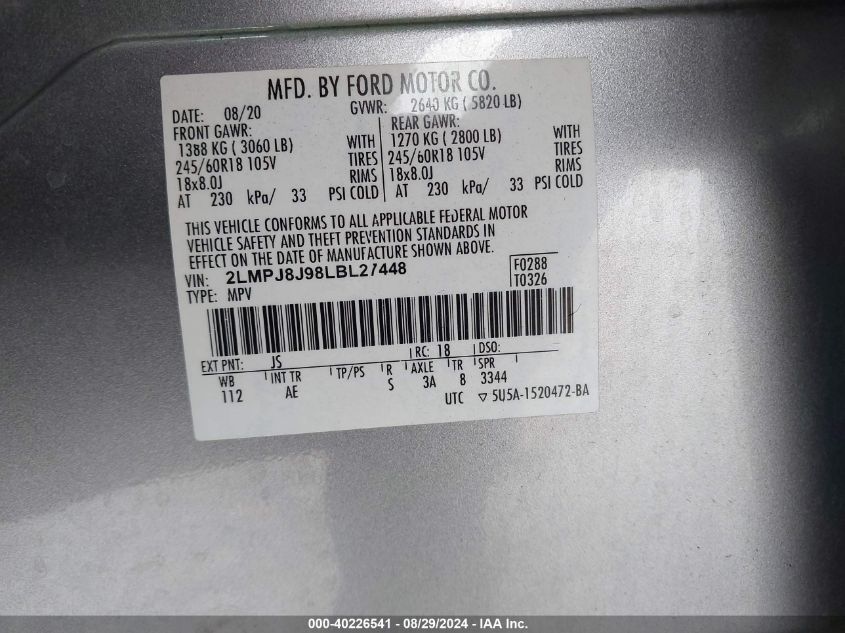 MFD. BY FORD MOTOR CO.
DATE: 08/20 GVWR: 2640 KG ( 5820 LB)
FRONT GAWR: REAR GAWR:
1388 KG ( 3060 LB) WITH 1270 KG ( 2800 LB) WITH
245/60R18 105V TIRES 245/60R18 105V TIRES
18x8.0J RIMS 18x8.0J RIMS
AT 230 kPa/ 33 PSI COLD AT 230 kPa/ 33 PSI COLD
THIS VEHICLE CONFORMS TO ALL APPLICABLE FEDERAL MOTOR
VEHICLE SAFETY AND THEFT PREVENTION STANDARDS IN
EFFECT ON THE DATE OF MANUFACTURE SHOWN ABOVE.
VIN: 2LMPJ8J98LBL27448 F0288
TYPE: MPV T0326
EXT PNT: JS RC: 18 DSO:
WB INT TR TP/PS R AXLE TR SPR
112 AE S 3A 8 3344
UTC ▽ 5U5A-1520472-BA
000-40226541 - 08/29/2024 - IAA Inc.